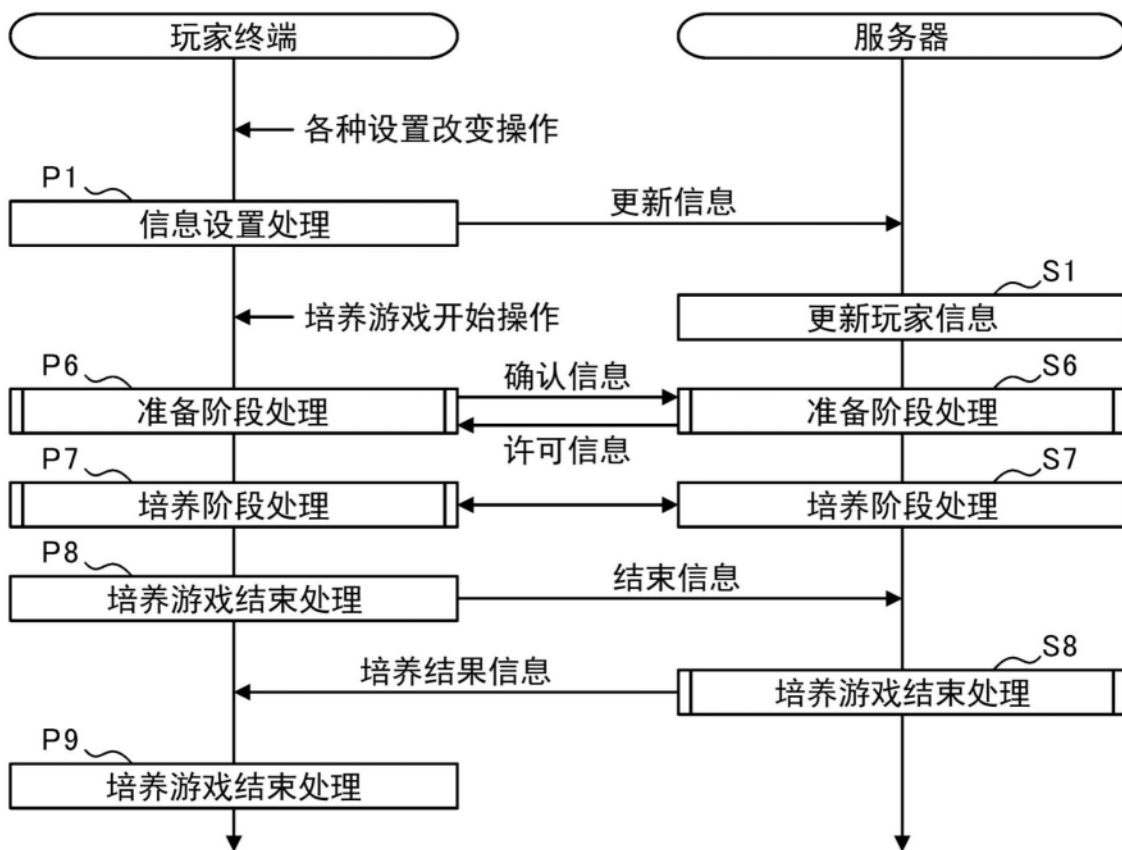 玩家终端
服务器
各种设置改变操作
P1
信息设置处理
更新信息
S1
培养游戏开始操作
更新玩家信息
P6
确认信息
S6
准备阶段处理
准备阶段处理
许可信息
P7
S7
培养阶段处理
培养阶段处理
P8
培养游戏结束处理
结束信息
S8
培养结果信息
培养游戏结束处理
P9
培养游戏结束处理